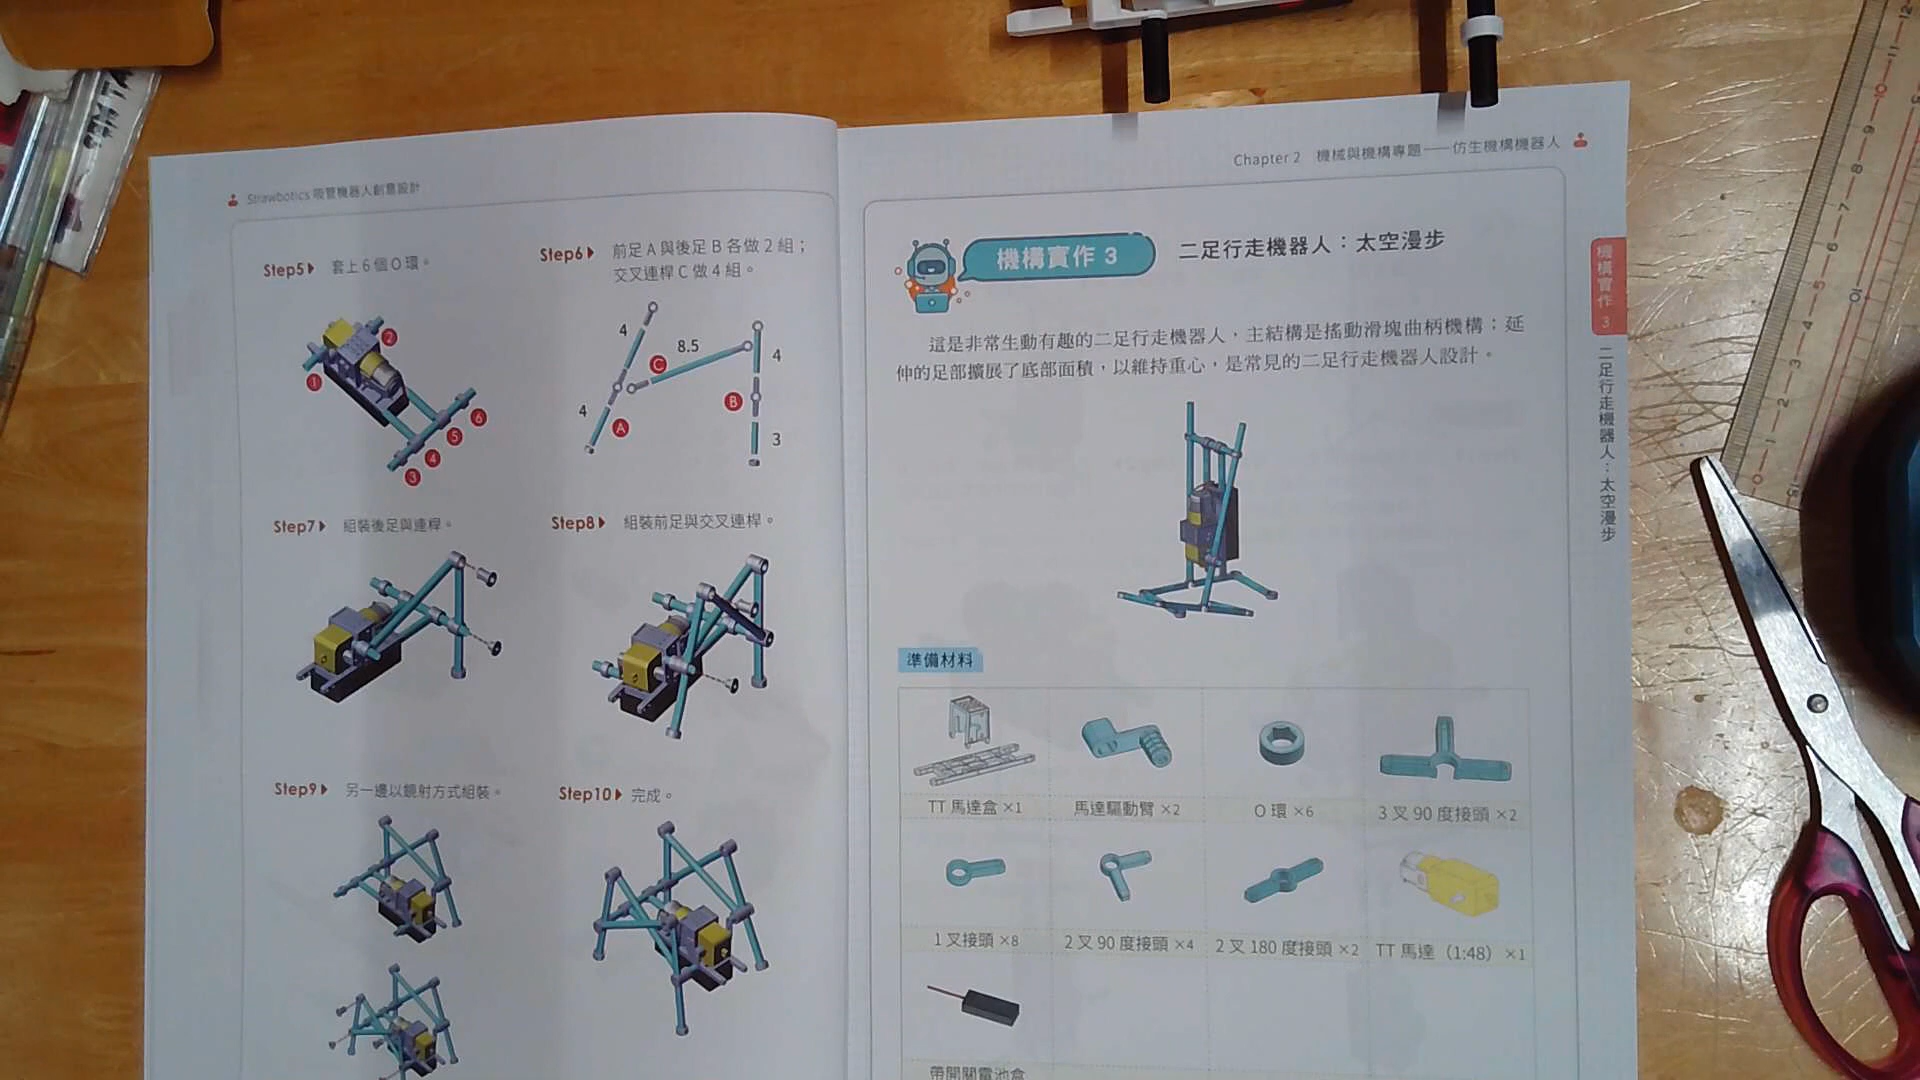 Strawbotics 吸管機器人創意設計
Step5 套上 6 個 O 環。
1
2
3
4
5
6
Step6 前足 A 與後足 B 各做 2 組；
交叉連桿 C 做 4 組。
4
8.5
C
4
4
A
B
3
Step7 組裝後足與連桿。
Step8 組裝前足與交叉連桿。
Step9 另一邊以鏡射方式組裝。
Step10 完成。
Chapter 2 機械與機構專題——仿生機構機器人
機構實作 3
二足行走機器人：太空漫步
這是非常生動有趣的二足行走機器人，主結構是搖動滑塊曲柄機構；延
伸的足部擴展了底部面積，以維持重心，是常見的二足行走機器人設計。
準備材料
TT 馬達盒 ×1
馬達驅動臂 ×2
O 環 ×6
3 叉 90 度接頭 ×2
1 叉接頭 ×8
2 叉 90 度接頭 ×4
2 叉 180 度接頭 ×2
TT 馬達（1:48）×1
帶開關電池盒
機構實作 3
二足行走機器人：太空漫步